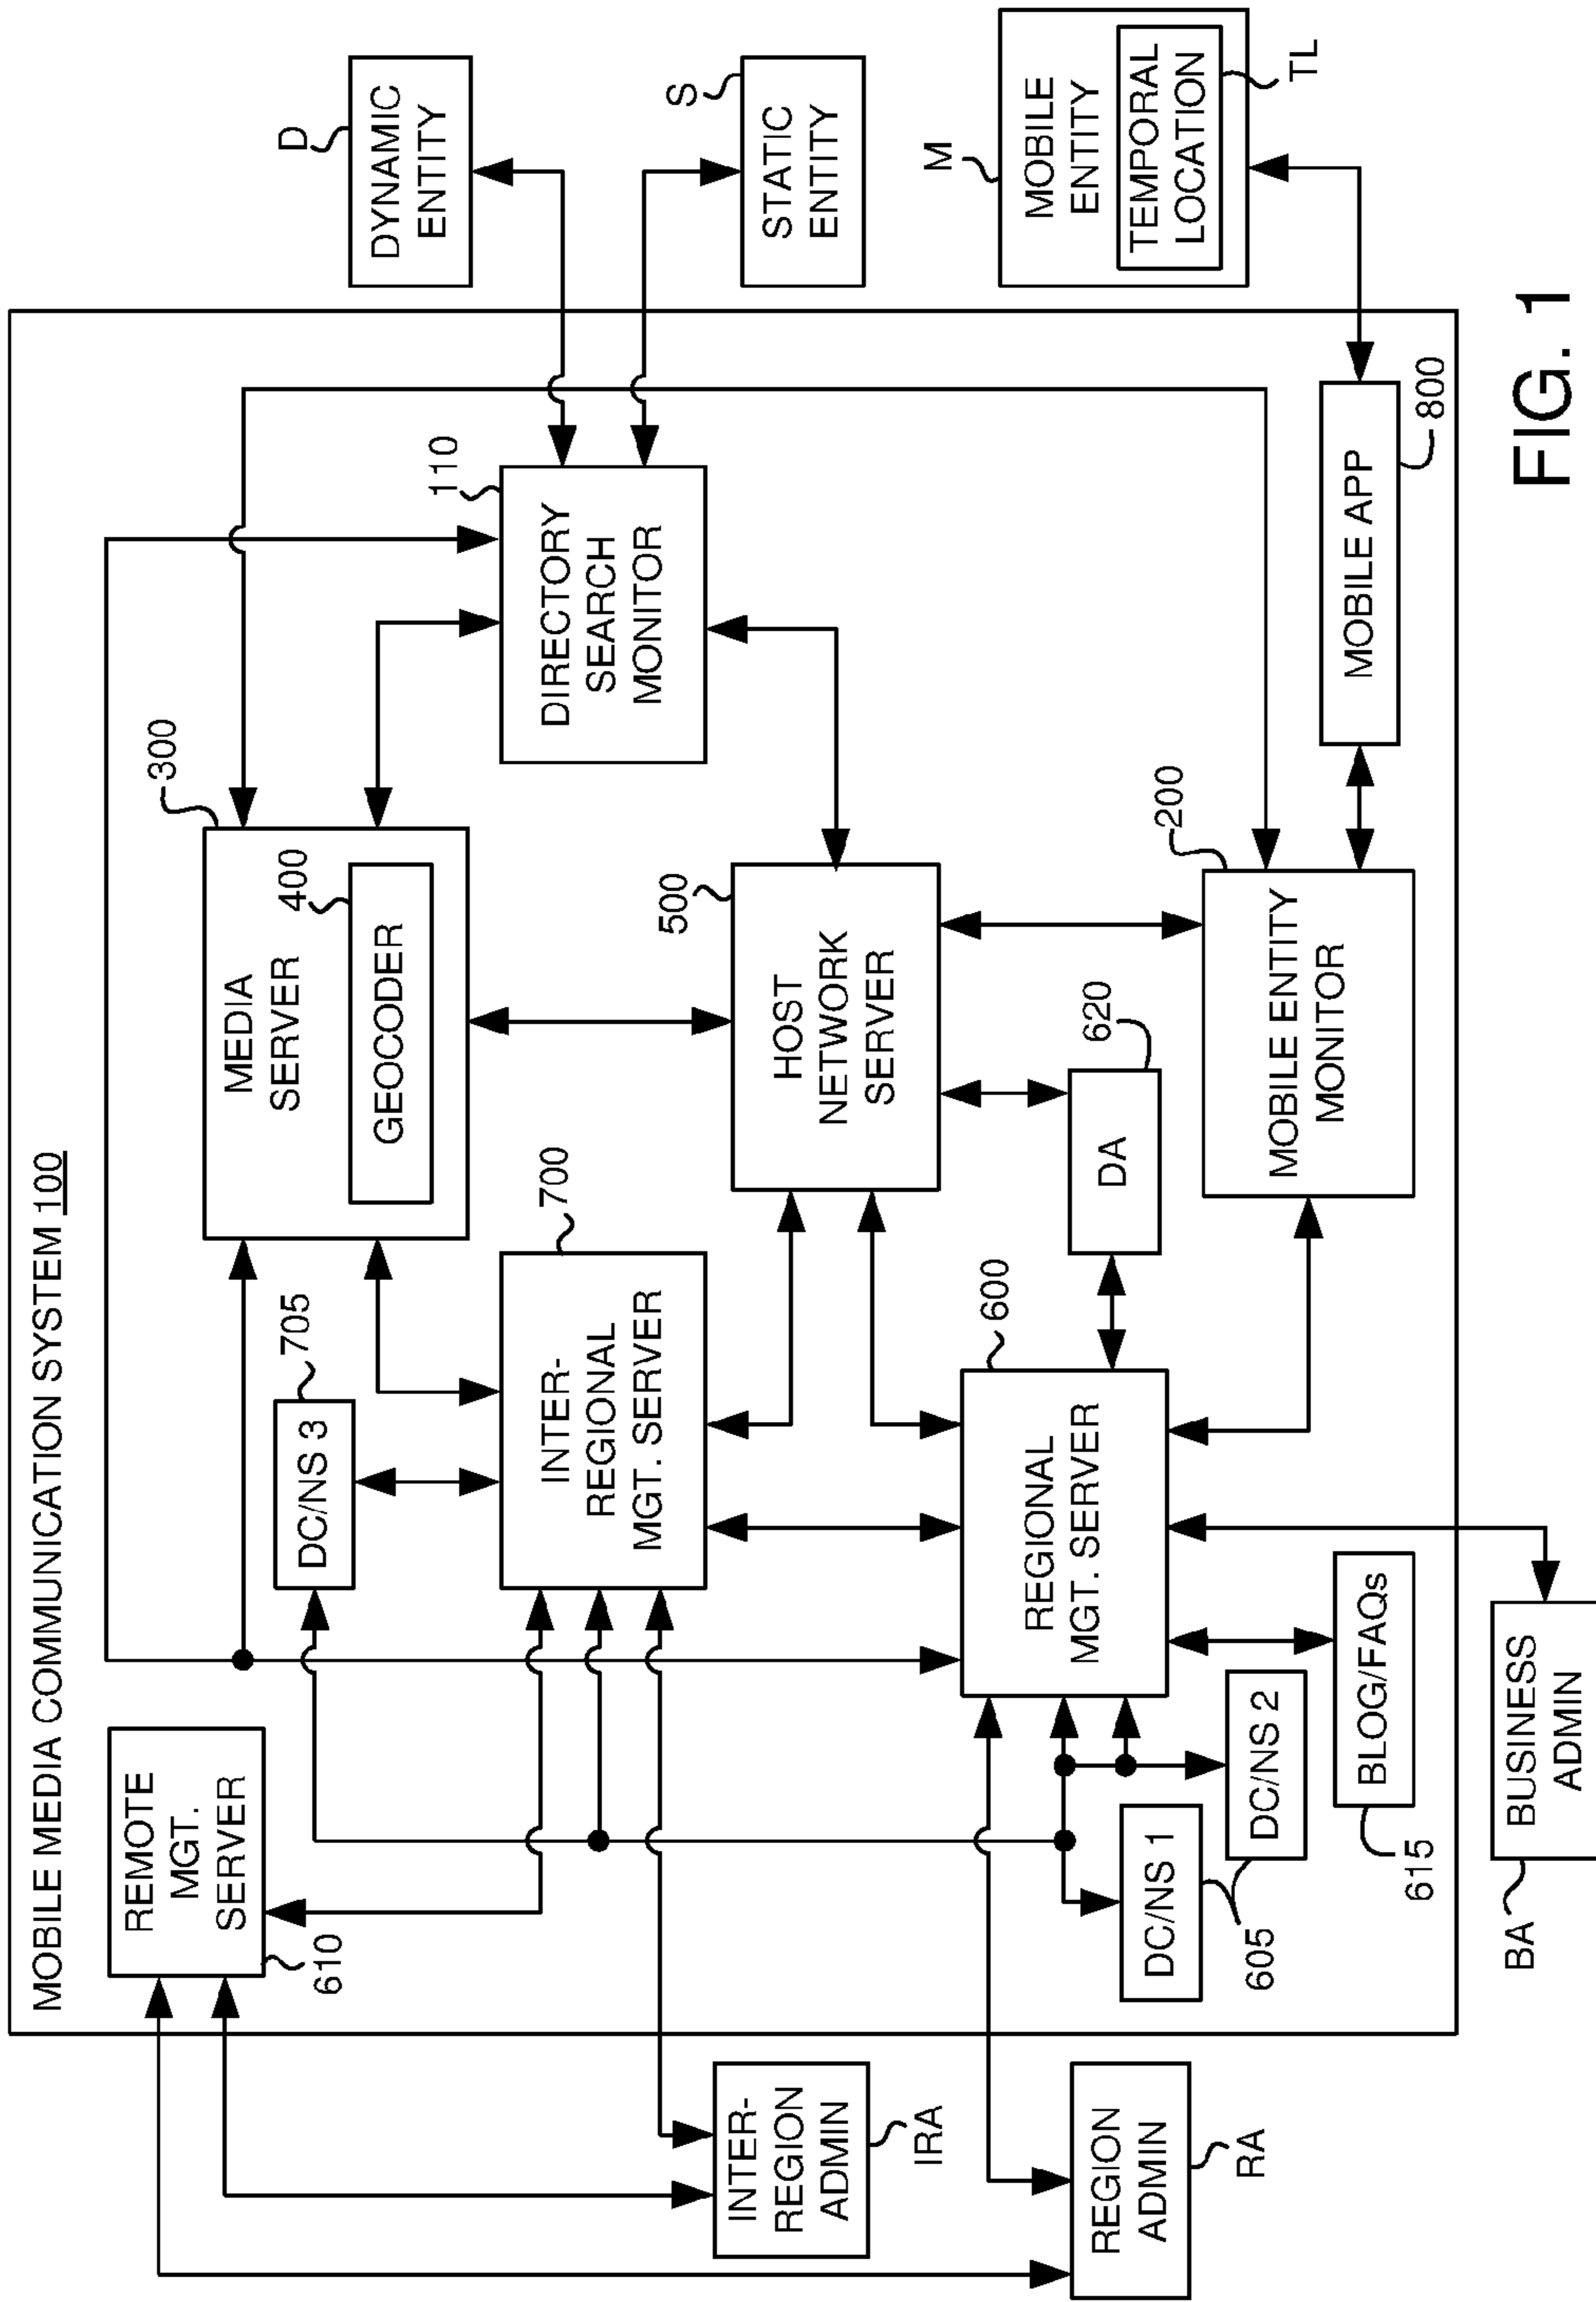 MOBILE MEDIA COMMUNICATION SYSTEM 100
REMOTE
MGT.
SERVER
610
DC/NS 3
705
MEDIA
SERVER
300
GEOCODER
400
INTER-
REGIONAL
MGT. SERVER
700
DIRECTORY
SEARCH
MONITOR
110
DYNAMIC
ENTITY
D
STATIC
ENTITY
S
INTER-
REGION
ADMIN
IRA
REGION
ADMIN
RA
HOST
NETWORK
SERVER
500
REGIONAL
MGT. SERVER
600
DA
620
DC/NS 1
DC/NS 2
605
BLOG/FAQs
615
MOBILE ENTITY
MONITOR
200
MOBILE APP
800
MOBILE
ENTITY
M
TEMPORAL
LOCATION
TL
BUSINESS
ADMIN
BA
FIG. 1